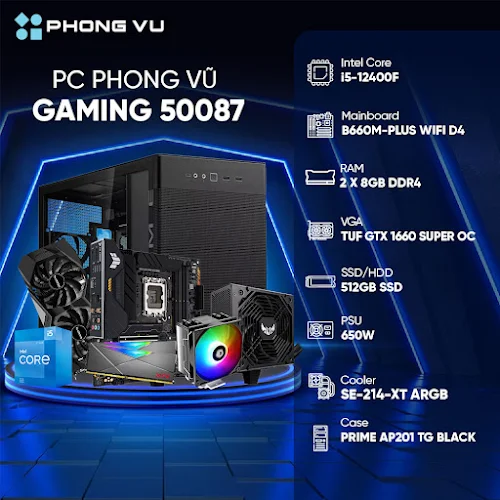 PHONG VU
PC PHONG VŨ
GAMING 50087
Intel Core
i5-12400F
Mainboard
B660M-PLUS WIFI D4
RAM
2 X 8GB DDR4
VGA
TUF GTX 1660 SUPER OC
SSD/HDD
512GB SSD
PSU
650W
Cooler
SE-214-XT ARGB
Case
PRIME AP201 TG BLACK
i5
intel
CORE